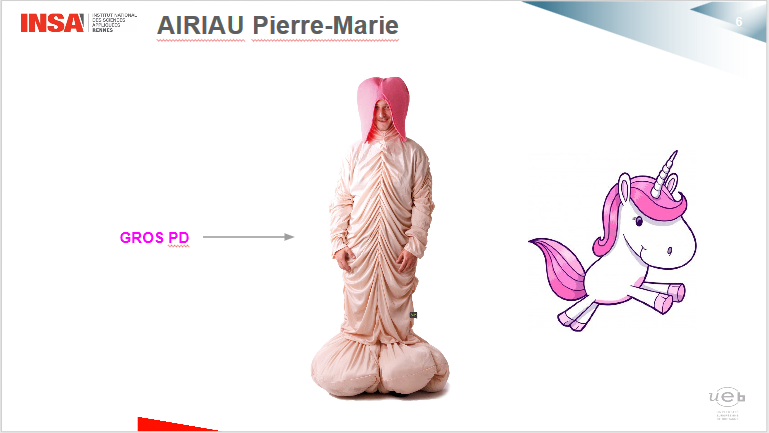 INSA
INSTITUT NATIONAL
DES SCIENCES
APPLIQUÉES
RENNES
AIRIAU Pierre-Marie
6
GROS PD
ueb